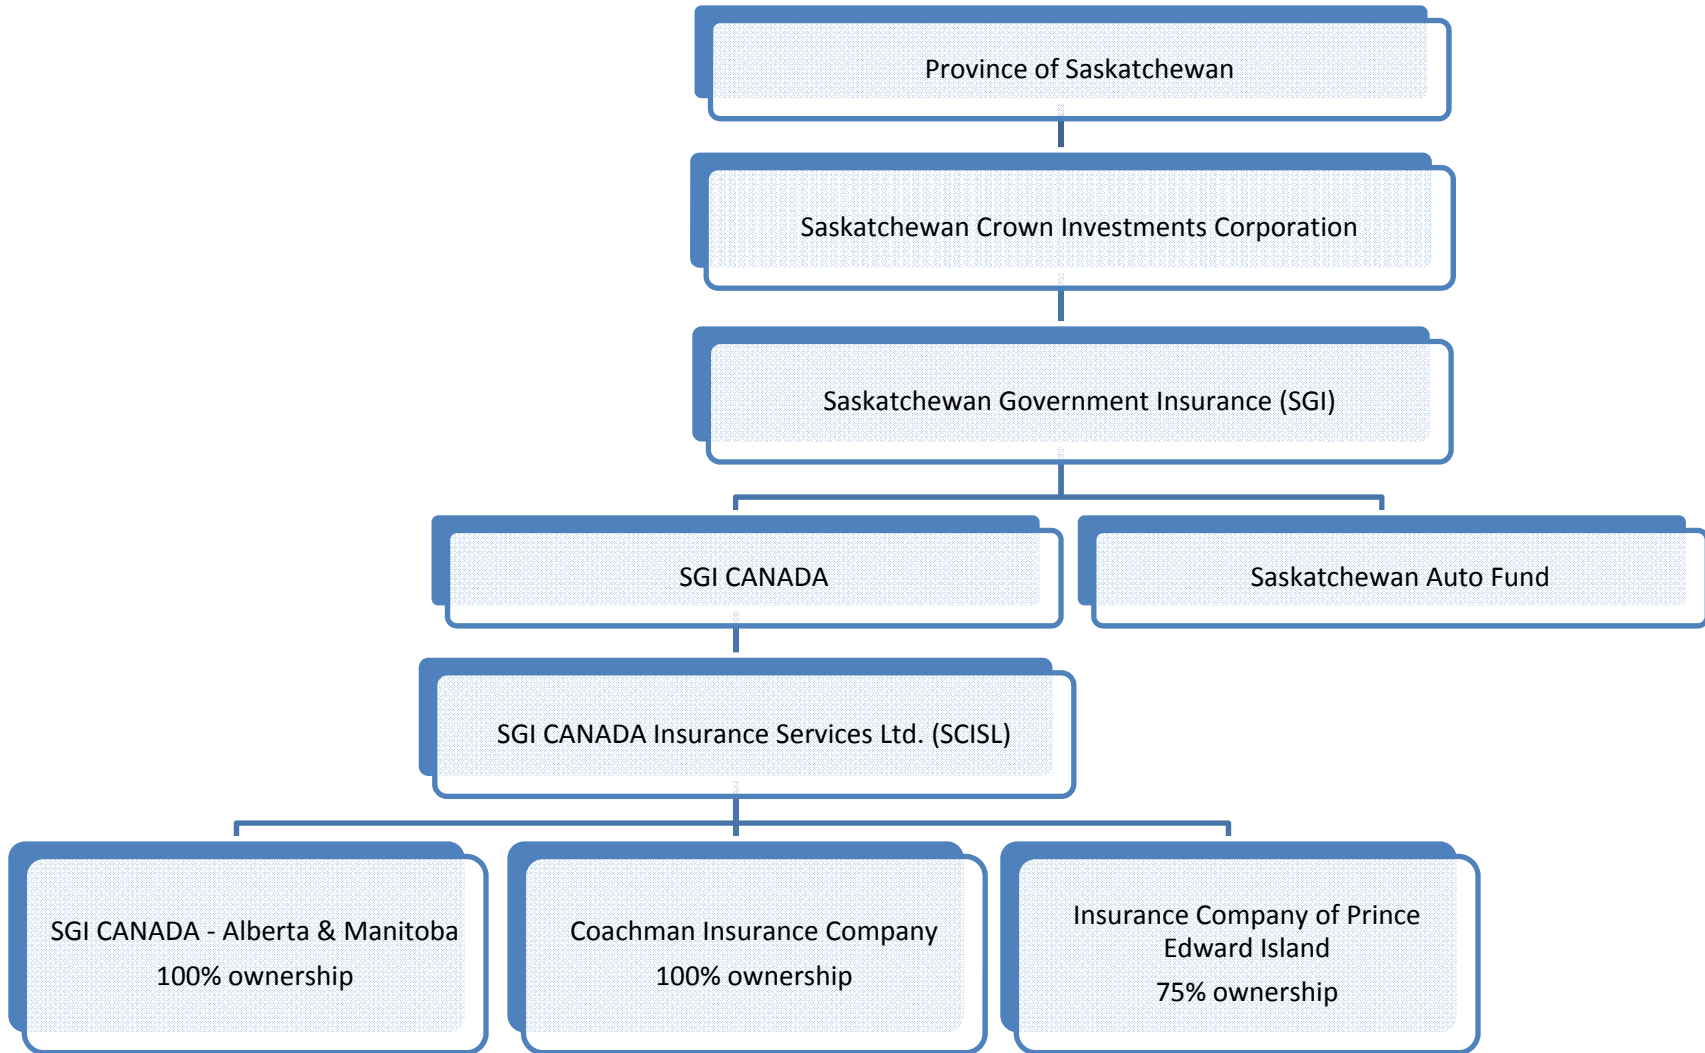 Province of Saskatchewan
Saskatchewan Crown Investments Corporation
Saskatchewan Government Insurance (SGI)
SGI CANADA
Saskatchewan Auto Fund
SGI CANADA Insurance Services Ltd. (SCISL)
SGI CANADA - Alberta & Manitoba
100% ownership
Coachman Insurance Company
100% ownership
Insurance Company of Prince
Edward Island
75% ownership